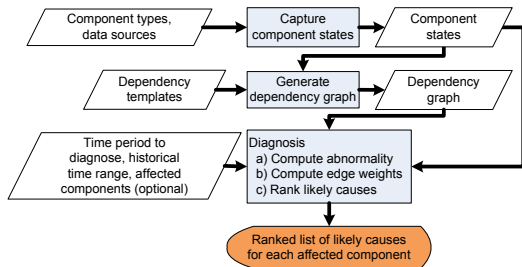 Component types,
data sources
Capture
component states
Component
states
Dependency
templates
Generate
dependency graph
Dependency
graph
Time period to
diagnose, historical
time range, affected
components (optional)
Diagnosis
a) Compute abnormality
b) Compute edge weights
c) Rank likely causes
Ranked list of likely causes
for each affected component